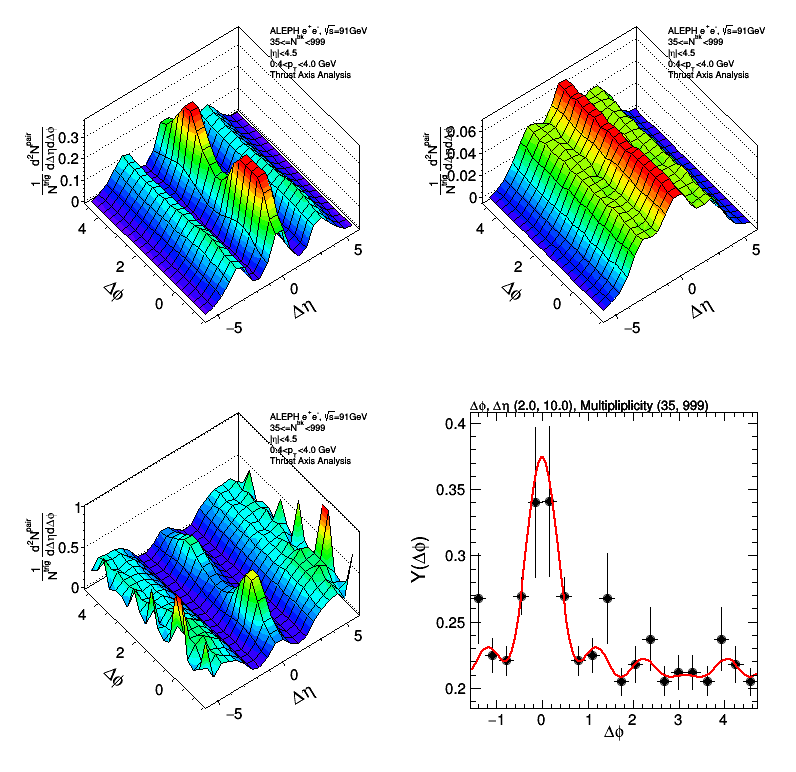 ALEPH e⁺e⁻, √s=91GeV
35<=N^trk<999
|η|<4.5
0.4<p_T<4.0 GeV
Thrust Axis Analysis
1/N^trig d²N^pair/dΔηdΔφ
0.3
0.2
0.1
0
4
2
0
Δφ
−5
0
5
Δη
ALEPH e⁺e⁻, √s=91GeV
35<=N^trk<999
|η|<4.5
0.4<p_T<4.0 GeV
Thrust Axis Analysis
1/N^trig d²N^pair/dΔηdΔφ
0.06
0.04
0.02
0
4
2
0
Δφ
−5
0
5
Δη
ALEPH e⁺e⁻, √s=91GeV
35<=N^trk<999
|η|<4.5
0.4<p_T<4.0 GeV
Thrust Axis Analysis
1/N^trig d²N^pair/dΔηdΔφ
1
0.5
0
4
2
0
Δφ
−5
0
5
Δη
Δφ, Δη (2.0, 10.0), Multipliplicity (35, 999)
Y(Δφ)
0.4
0.35
0.3
0.25
0.2
−1 0 1 2 3 4
Δφ